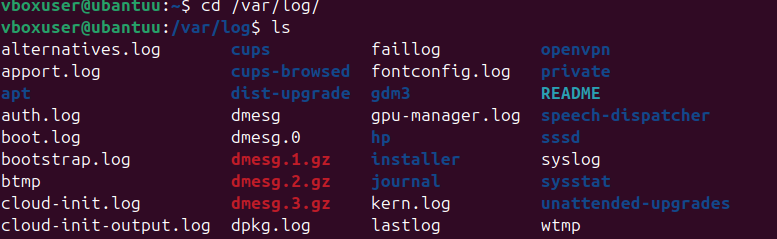 vboxuser@ubantuu:~$ cd /var/log/
vboxuser@ubantuu:/var/log$ ls
alternatives.log cups faillog openvpn
apport.log cups-browsed fontconfig.log private
apt dist-upgrade gdm3 README
auth.log dmesg gpu-manager.log speech-dispatcher
boot.log dmesg.0 hp sssd
bootstrap.log dmesg.1.gz installer syslog
btmp dmesg.2.gz journal sysstat
cloud-init.log dmesg.3.gz kern.log unattended-upgrades
cloud-init-output.log dpkg.log lastlog wtmp